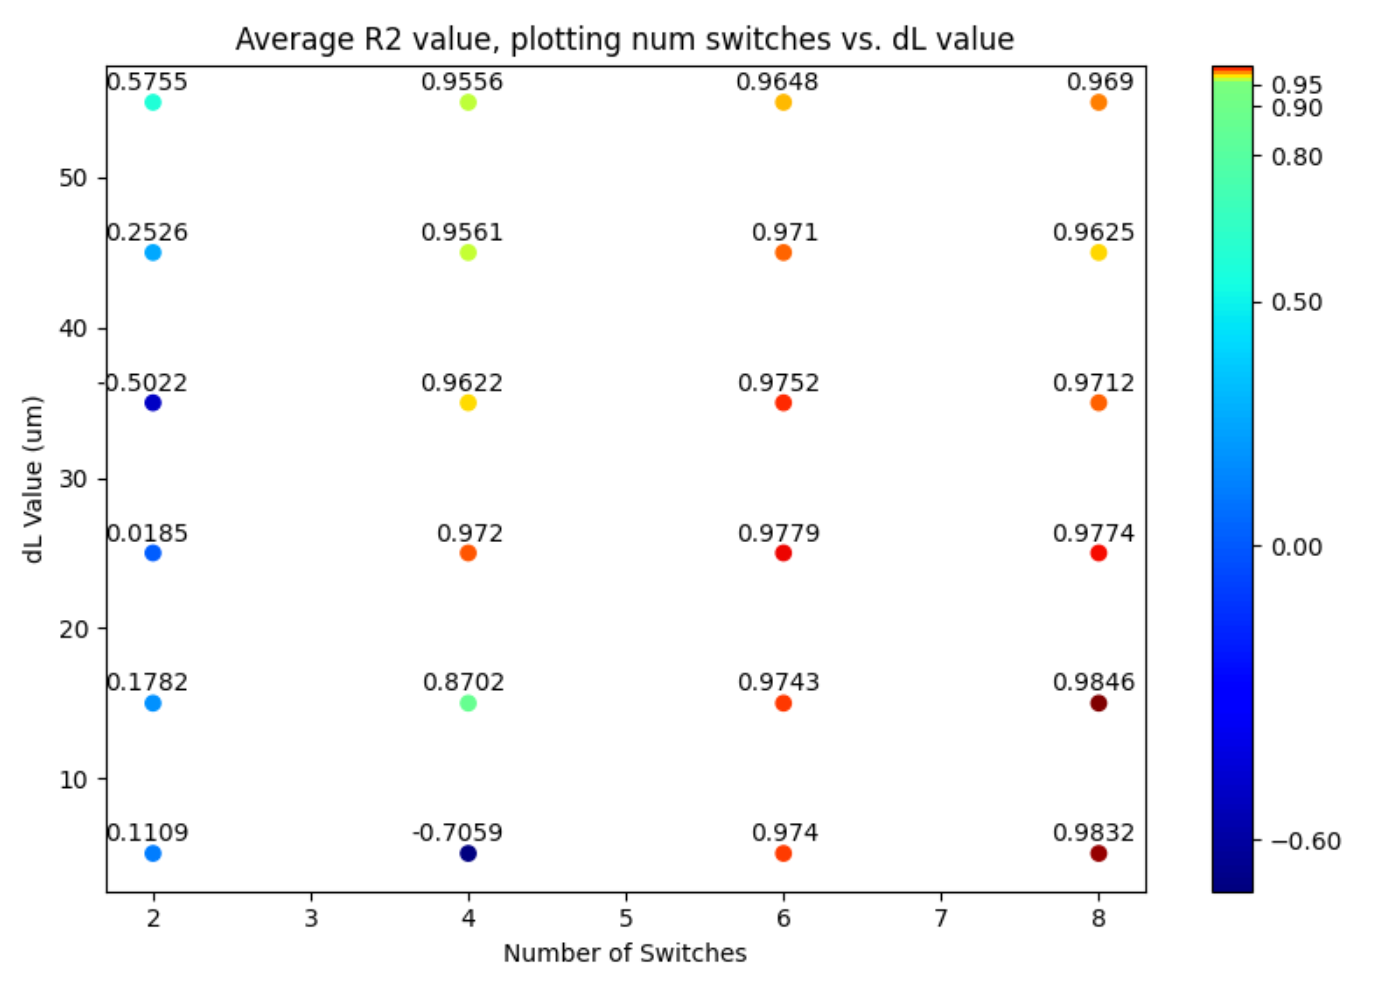 Average R2 value, plotting num switches vs. dL value
0.5755 0.9556 0.9648 0.969
0.2526 0.9561 0.971 0.9625
-0.5022 0.9622 0.9752 0.9712
0.0185 0.972 0.9779 0.9774
0.1782 0.8702 0.9743 0.9846
0.1109 -0.7059 0.974 0.9832
50
40
30
20
10
dL Value (um)
2 3 4 5 6 7 8
Number of Switches
0.95
0.90
0.80
0.50
0.00
−0.60